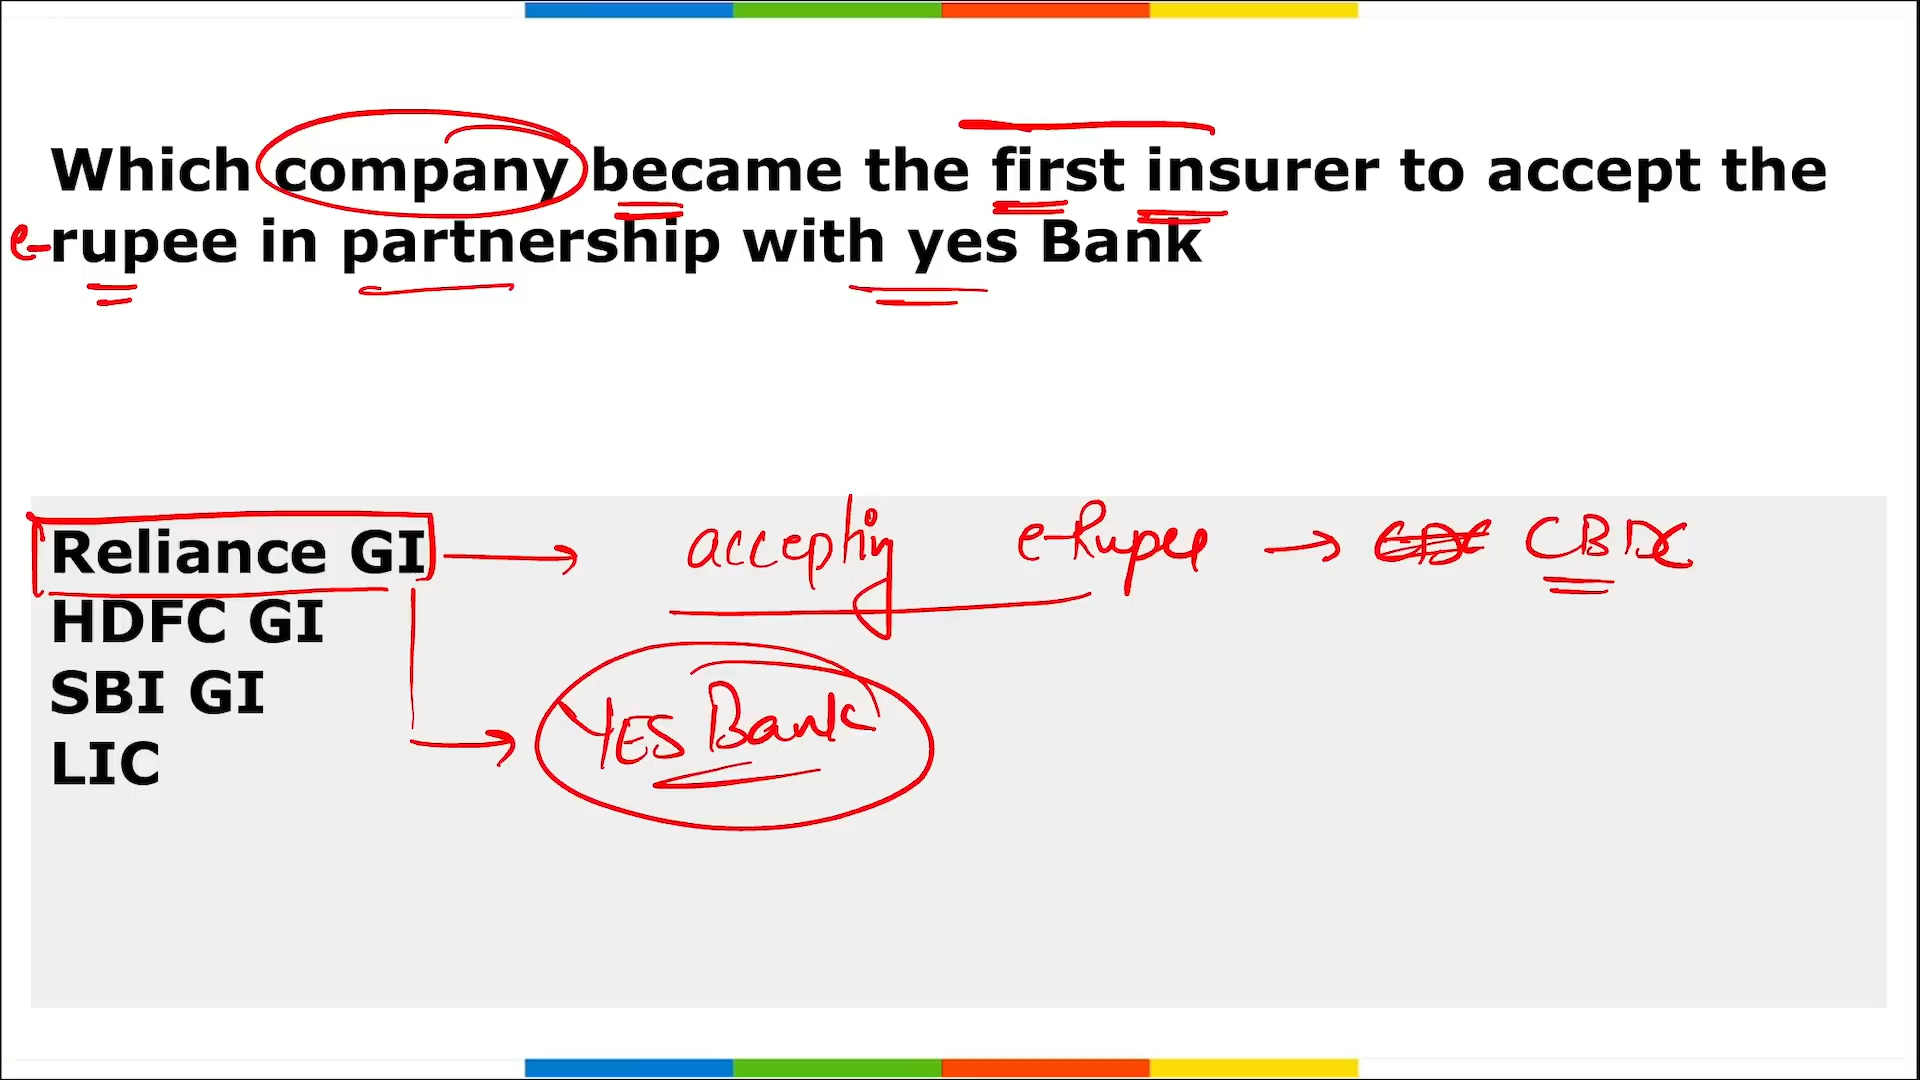 Which company became the first insurer to accept the
e-rupee in partnership with yes Bank
Reliance GI → accepting e-Rupee → CBDC
HDFC GI
SBI GI
YES Bank
LIC